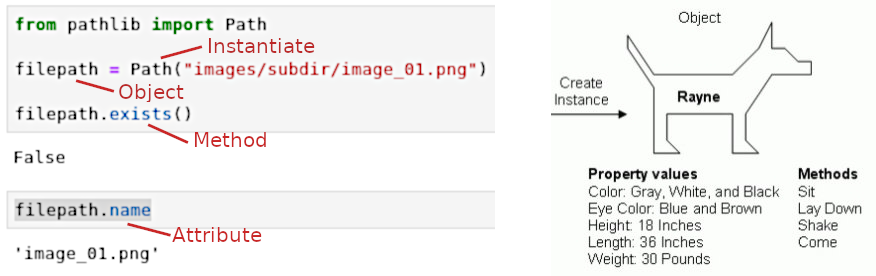 from pathlib import Path
Instantiate
filepath = Path("images/subdir/image_01.png")
Object
filepath.exists()
Method
False
filepath.name
Attribute
'image_01.png'
Object
Create
Instance
Rayne
Property values
Color: Gray, White, and Black
Eye Color: Blue and Brown
Height: 18 Inches
Length: 36 Inches
Weight: 30 Pounds
Methods
Sit
Lay Down
Shake
Come